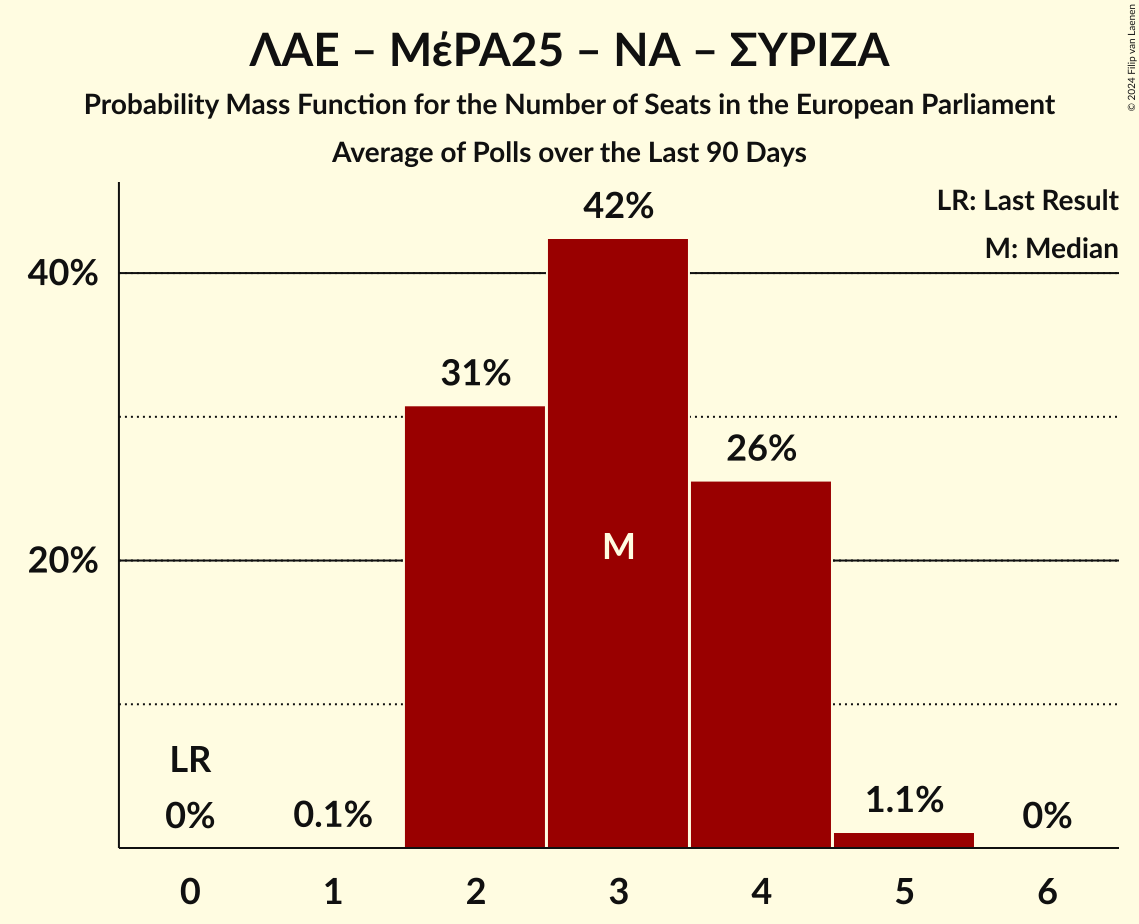 ΛΑΕ – ΜέΡΑ25 – ΝΑ – ΣΥΡΙΖΑ
Probability Mass Function for the Number of Seats in the European Parliament
Average of Polls over the Last 90 Days
© 2024 Filip van Laenen
LR: Last Result
M: Median
42%
40%
31%
26%
M
20%
LR
0%
0.1%
1.1%
0%
0 1 2 3 4 5 6